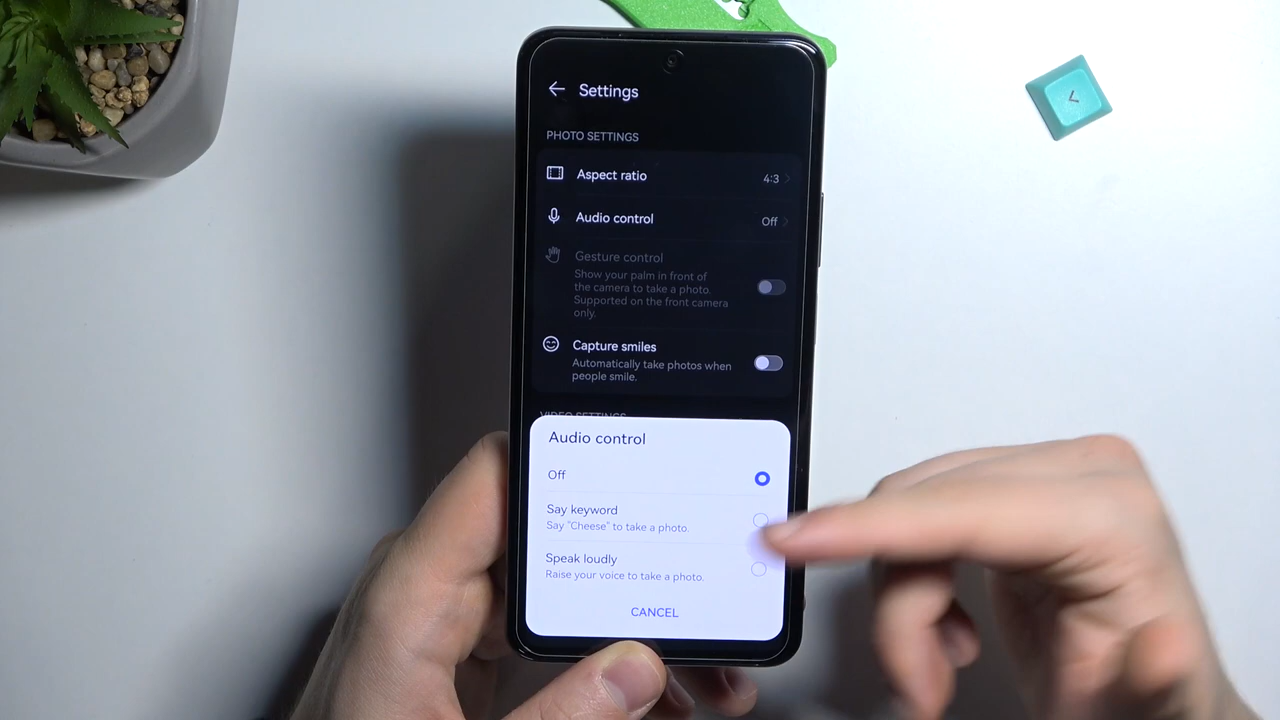 Settings
PHOTO SETTINGS
Aspect ratio
4:3
Audio control
Off
Gesture control
Show your palm in front of
the camera to take a photo.
Supported on the front camera
only.
Capture smiles
Automatically take photos when
people smile.
VIDEO SETTINGS
Audio control
Off
Say keyword
Say "Cheese" to take a photo.
Speak loudly
Raise your voice to take a photo.
CANCEL